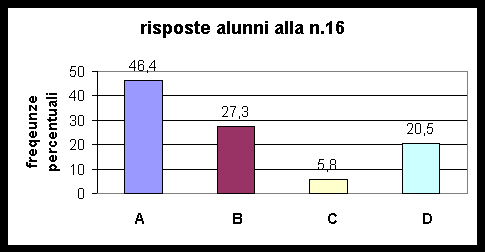 risposte alunni alla n.16
freqeunze
percentuali
50
40
30
20
10
0
46,4
27,3
5,8
20,5
A B C D